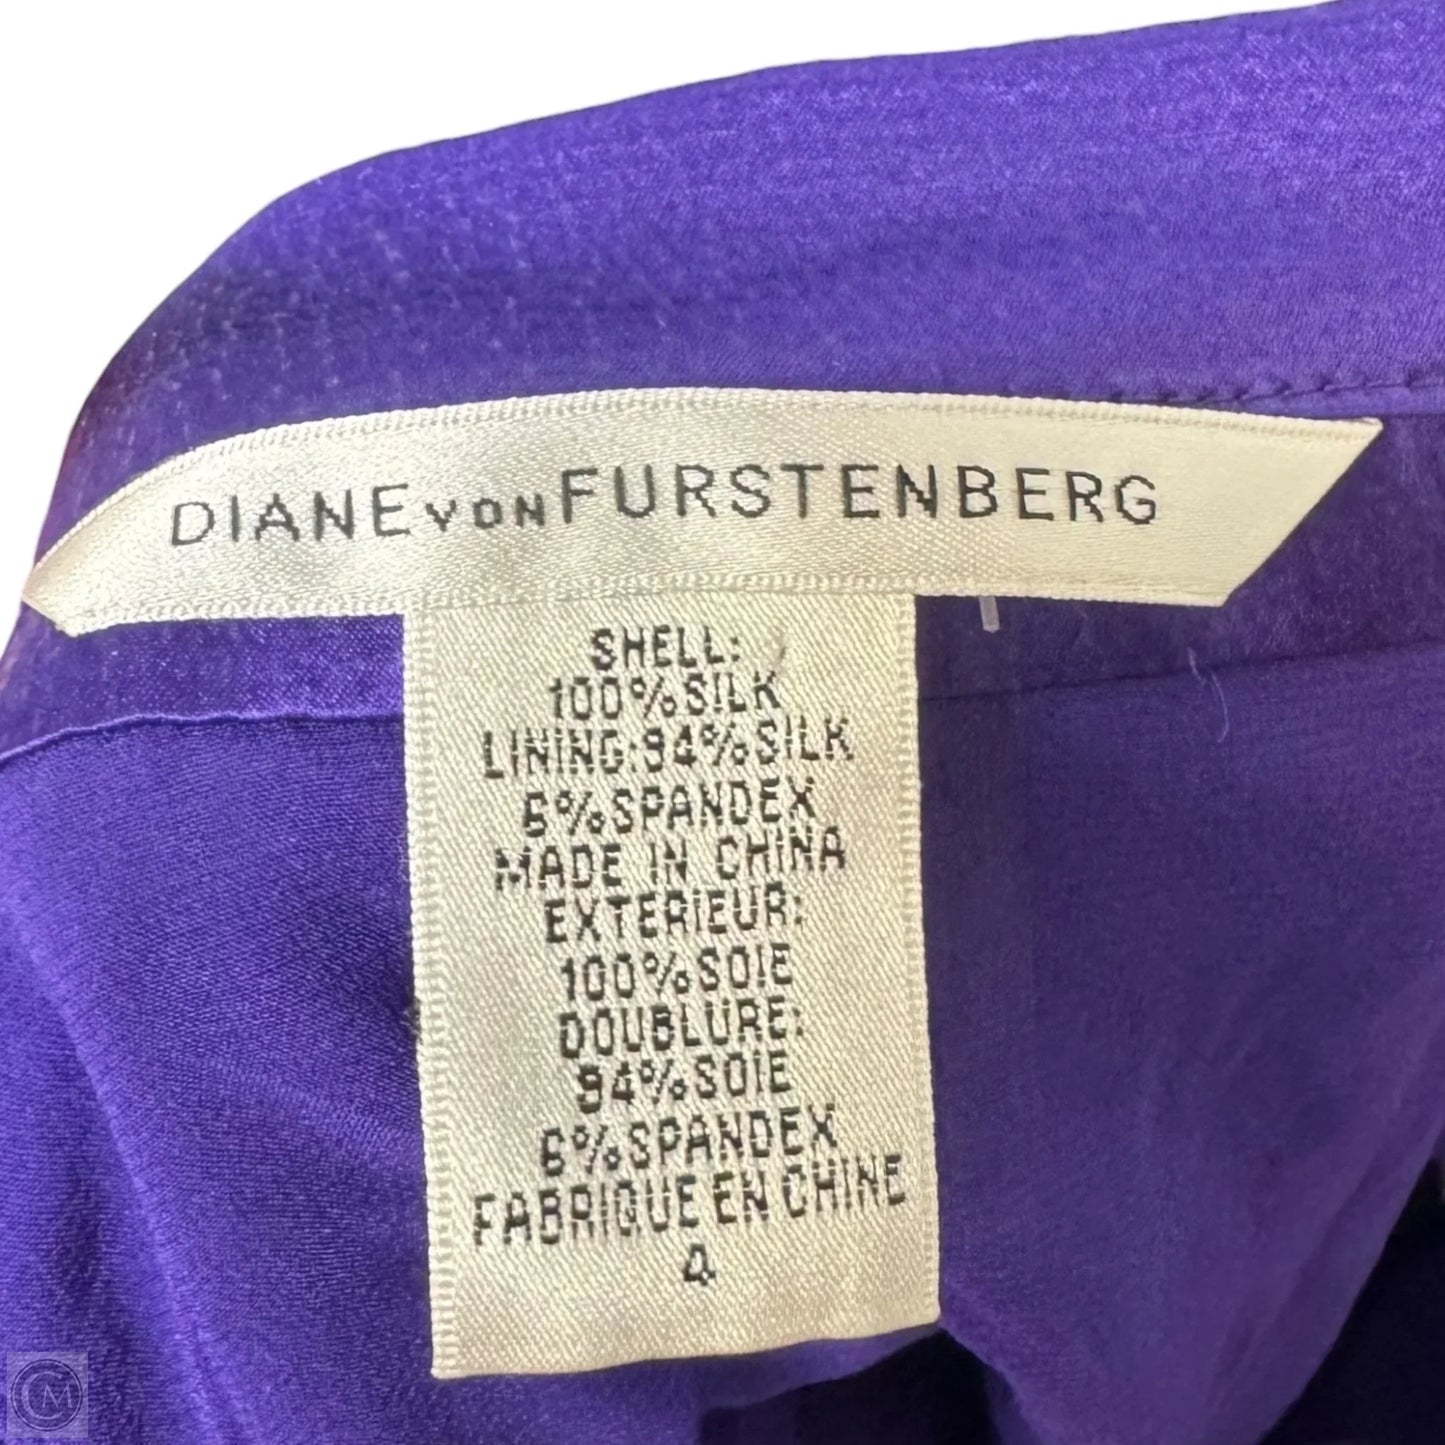 DIANE VON FURSTENBERG
SHELL:
100% SILK
LINING: 94% SILK
6% SPANDEX
MADE IN CHINA
EXTERIEUR:
100% SOIE
DOUBLURE:
94% SOIE
6% SPANDEX
FABRIQUE EN CHINE
4
CM